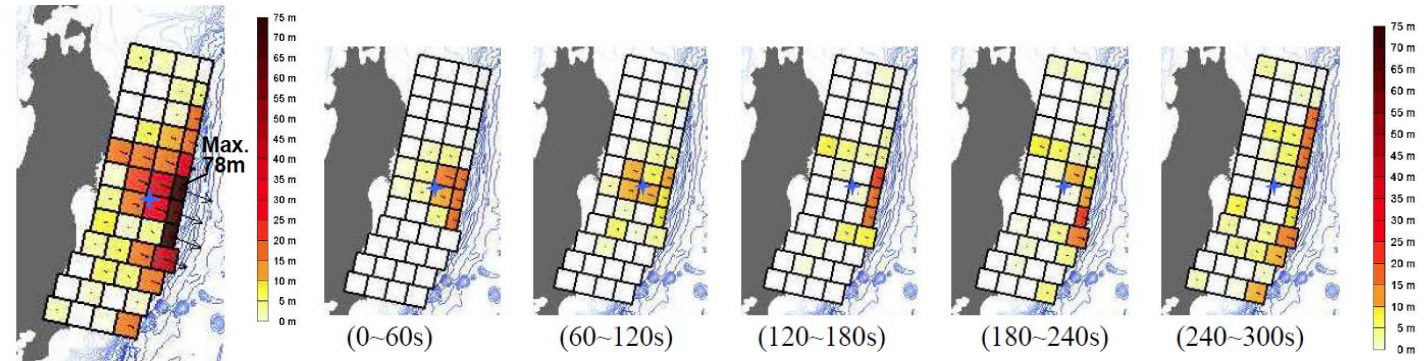 Max.
78m
75 m
70 m
65 m
60 m
55 m
50 m
45 m
40 m
35 m
30 m
25 m
20 m
15 m
10 m
5 m
0 m
(0~60s)
(60~120s)
(120~180s)
(180~240s)
(240~300s)
75 m
70 m
65 m
60 m
55 m
50 m
45 m
40 m
35 m
30 m
25 m
20 m
15 m
10 m
5 m
0 m